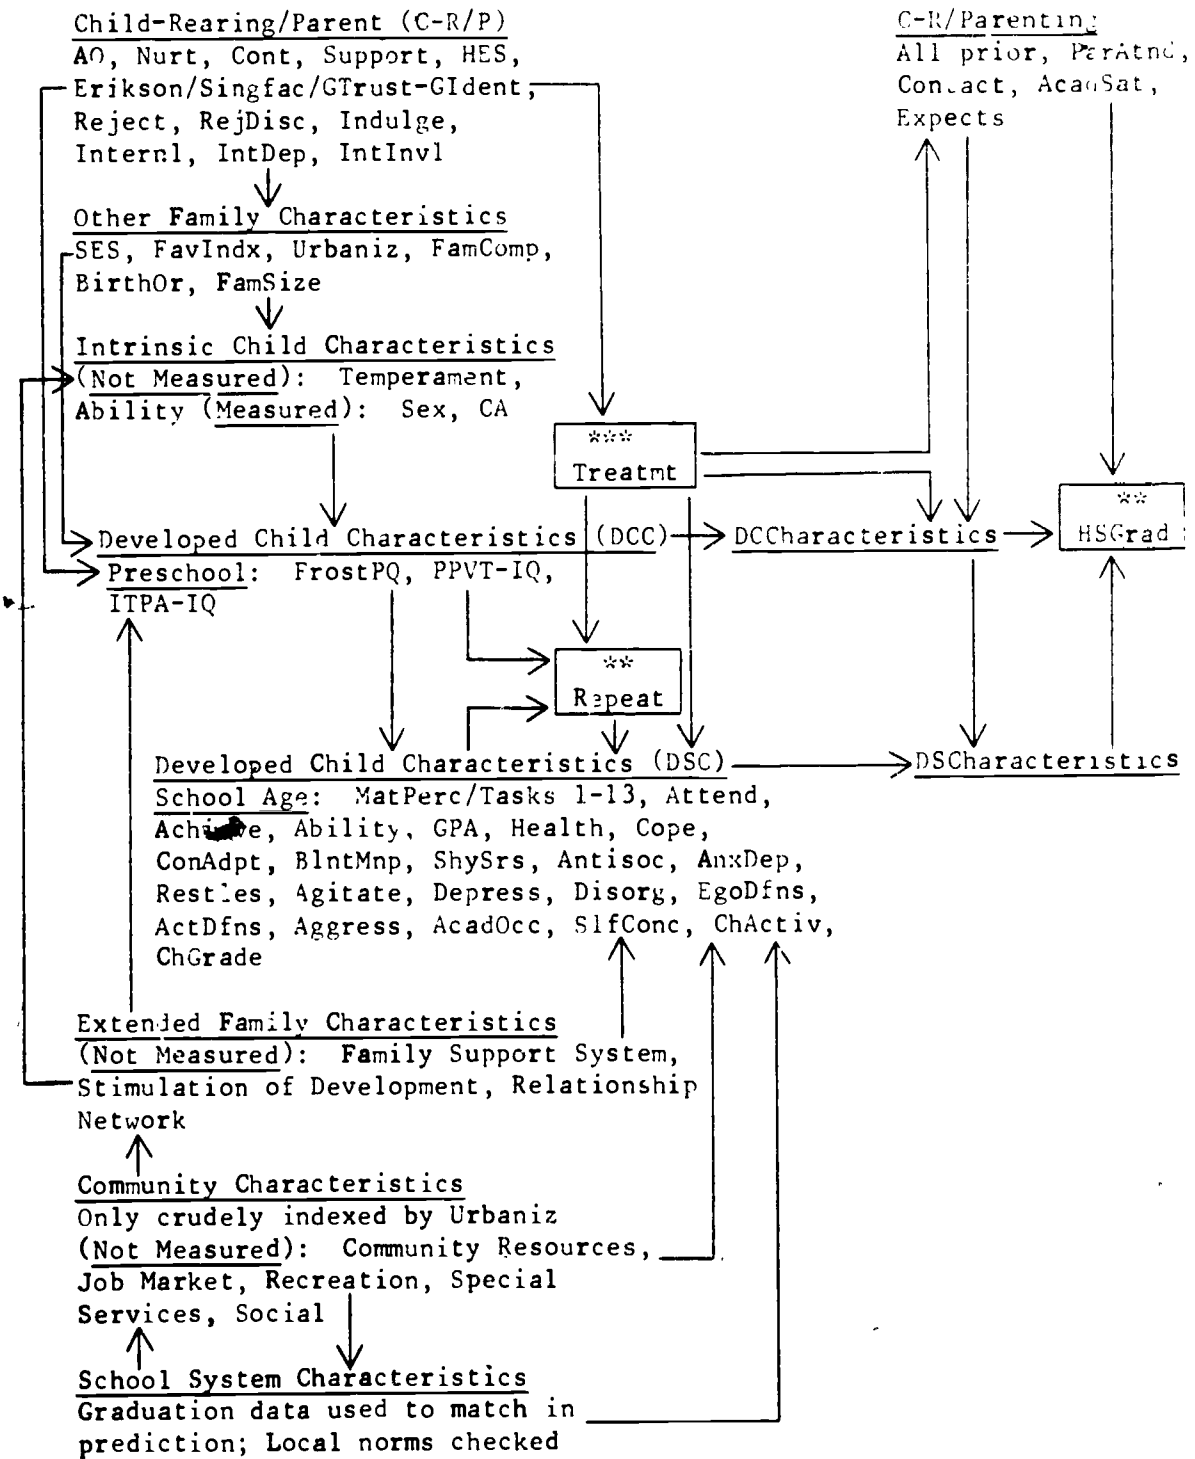 Child-Rearing/Parent (C-R/P)
AO, Nurt, Cont, Support, HES,
Erikson/Singfac/GTrust-GIdent,
Reject, RejDisc, Indulge,
Internl, IntDep, IntInvl
C-R/Parenting
All prior, ParAtnd,
Contact, AcadSat,
Expects
Other Family Characteristics
SES, FavIndx, Urbaniz, FamComp,
BirthOr, FamSize
Intrinsic Child Characteristics
(Not Measured): Temperament,
Ability (Measured): Sex, CA
***
Treatmt
**
HSGrad
Developed Child Characteristics (DCC)
DCCharacteristics
Preschool: FrostPQ, PPVT-IQ,
ITPA-IQ
**
Repeat
Developed Child Characteristics (DSC)
DSCharacteristics
School Age: MatPerc/Tasks 1-13, Attend,
Achieve, Ability, GPA, Health, Cope,
ConAdpt, BlntMnp, ShySrs, Antisoc, AnxDep,
Restles, Agitate, Depress, Disorg, EgoDfns,
ActDfns, Aggress, AcadOcc, SlfConc, ChActiv,
ChGrade
Extended Family Characteristics
(Not Measured): Family Support System,
Stimulation of Development, Relationship
Network
Community Characteristics
Only crudely indexed by Urbaniz
(Not Measured): Community Resources,
Job Market, Recreation, Special
Services, Social
School System Characteristics
Graduation data used to match in
prediction; Local norms checked